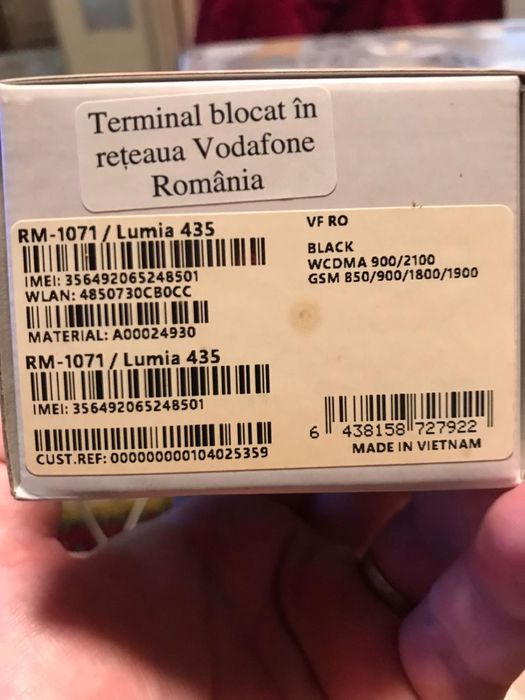 Terminal blocat în
rețeaua Vodafone
România
RM-1071 / Lumia 435
IMEI: 356492065248501
WLAN: 4850730CB0CC
MATERIAL: A00024930
RM-1071 / Lumia 435
IMEI: 356492065248501
CUST.REF: 000000000104025359
VF RO
BLACK
WCDMA 900/2100
GSM 850/900/1800/1900
6 438158 727922
MADE IN VIETNAM